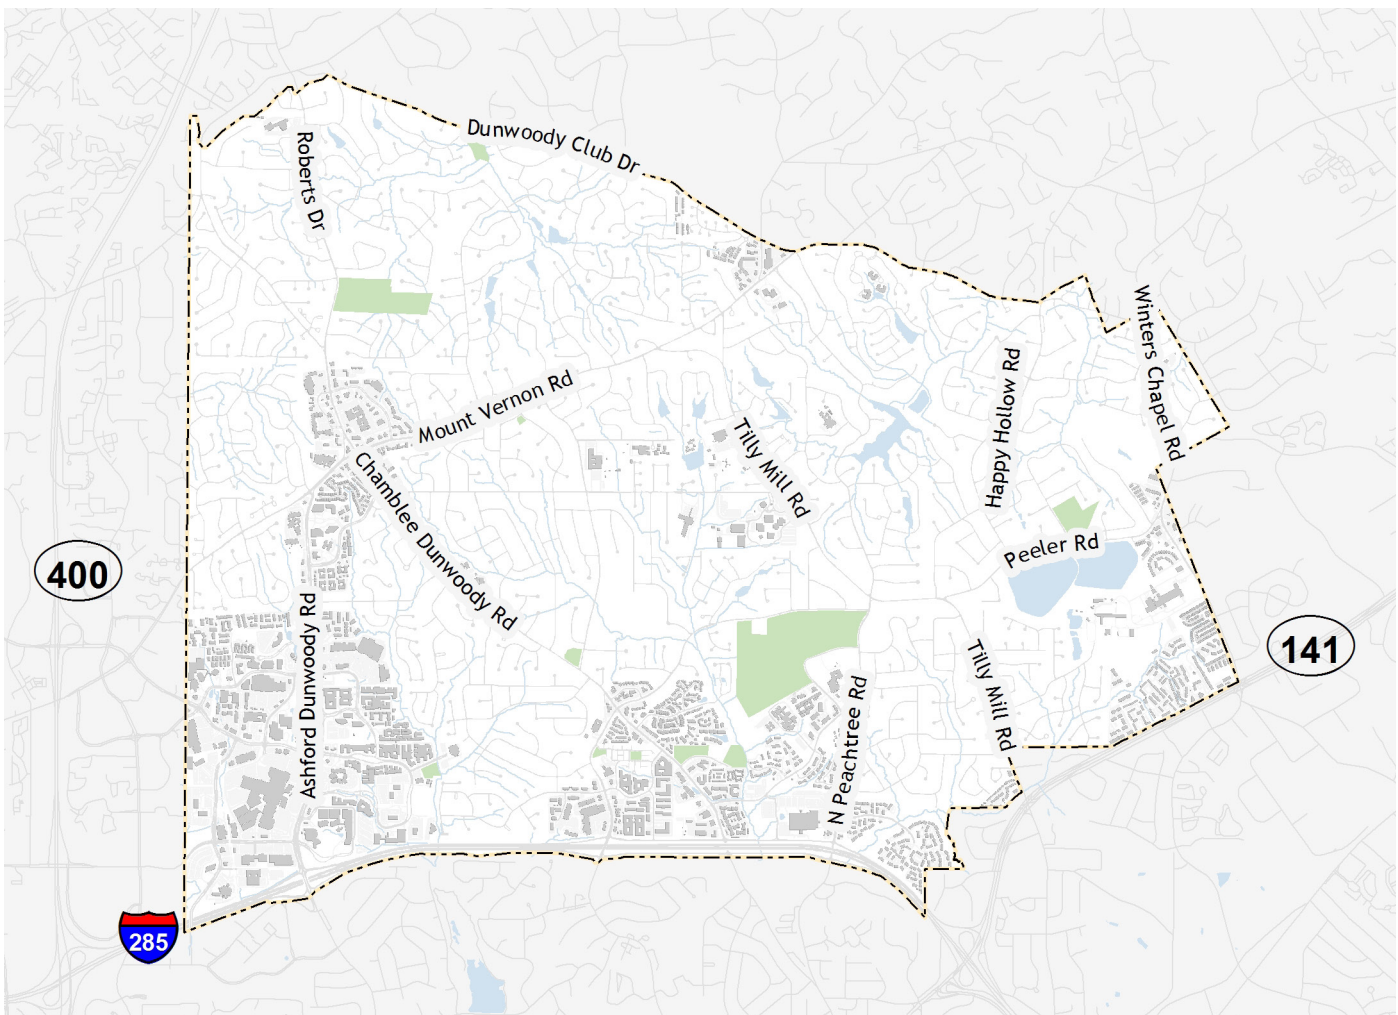 Dunwoody Club Dr
Roberts Dr
Winters Chapel Rd
Mount Vernon Rd
Happy Hollow Rd
Tilly Mill Rd
Chamblee Dunwoody Rd
Peeler Rd
400
Ashford Dunwoody Rd
141
Tilly Mill Rd
N Peachtree Rd
285